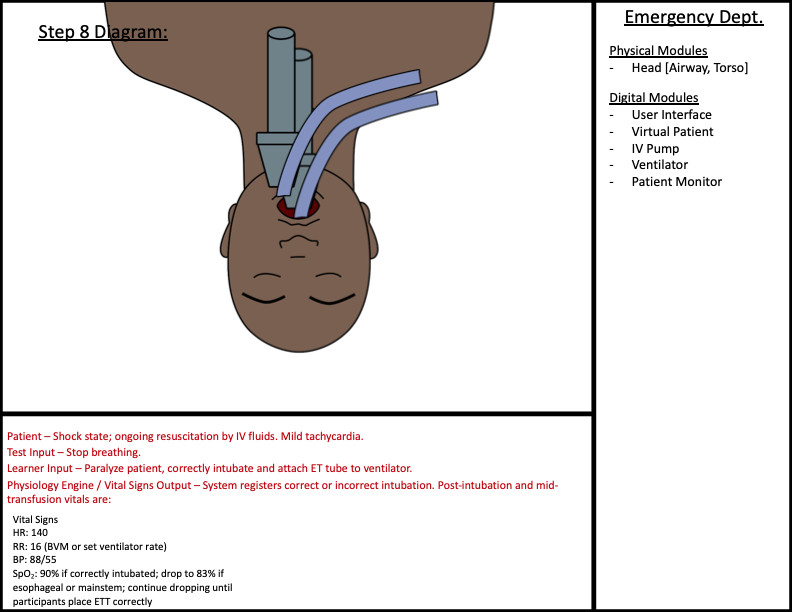 Step 8 Diagram:
Emergency Dept.
Physical Modules
- Head [Airway, Torso]
Digital Modules
- User Interface
- Virtual Patient
- IV Pump
- Ventilator
- Patient Monitor
Patient – Shock state; ongoing resuscitation by IV fluids. Mild tachycardia.
Test Input – Stop breathing.
Learner Input – Paralyze patient, correctly intubate and attach ET tube to ventilator.
Physiology Engine / Vital Signs Output – System registers correct or incorrect intubation. Post-intubation and mid-
transfusion vitals are:
Vital Signs
HR: 140
RR: 16 (BVM or set ventilator rate)
BP: 88/55
SpO₂: 90% if correctly intubated; drop to 83% if
esophageal or mainstem; continue dropping until
participants place ETT correctly